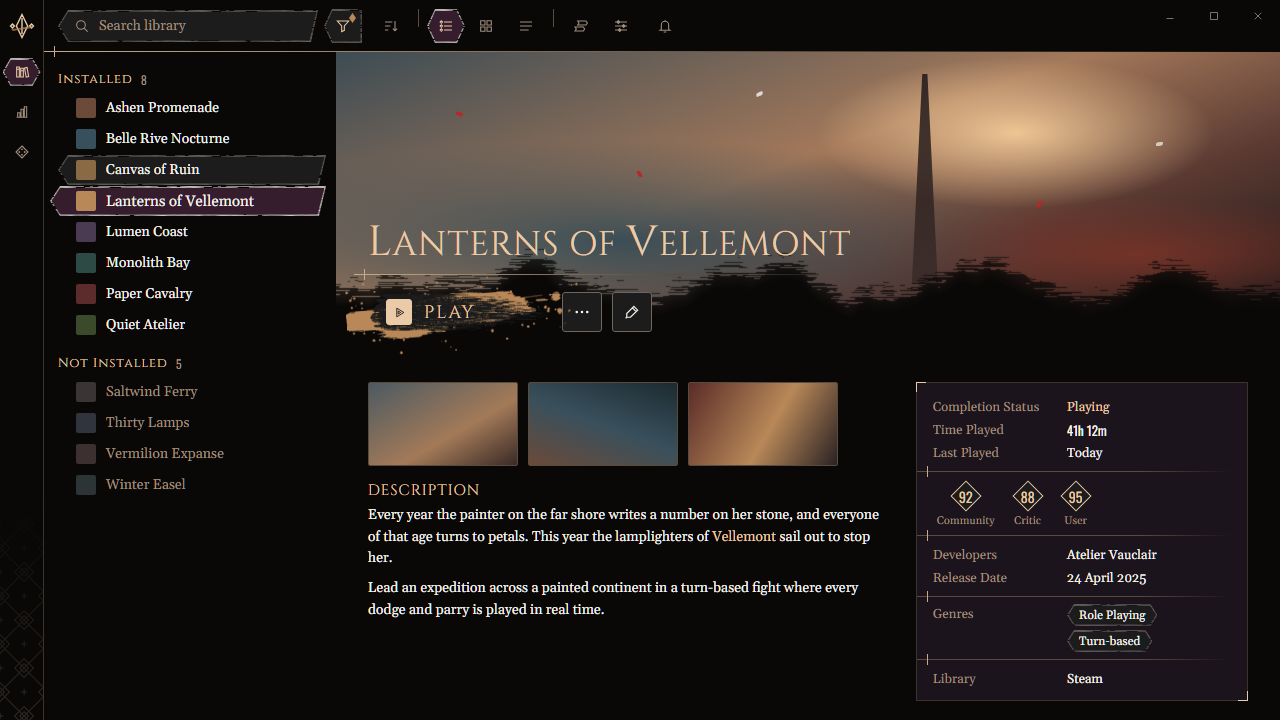 Search library
INSTALLED 8
Ashen Promenade
Belle Rive Nocturne
Canvas of Ruin
Lanterns of Vellemont
Lumen Coast
Monolith Bay
Paper Cavalry
Quiet Atelier
NOT INSTALLED 5
Saltwind Ferry
Thirty Lamps
Vermilion Expanse
Winter Easel
LANTERNS OF VELLEMONT
PLAY
DESCRIPTION
Every year the painter on the far shore writes a number on her stone, and everyone
of that age turns to petals. This year the lamplighters of Vellemont sail out to stop
her.
Lead an expedition across a painted continent in a turn-based fight where every
dodge and parry is played in real time.
Completion Status Playing
Time Played 41h 12m
Last Played Today
92 88 95
Community Critic User
Developers Atelier Vauclair
Release Date 24 April 2025
Genres Role Playing
Turn-based
Library Steam